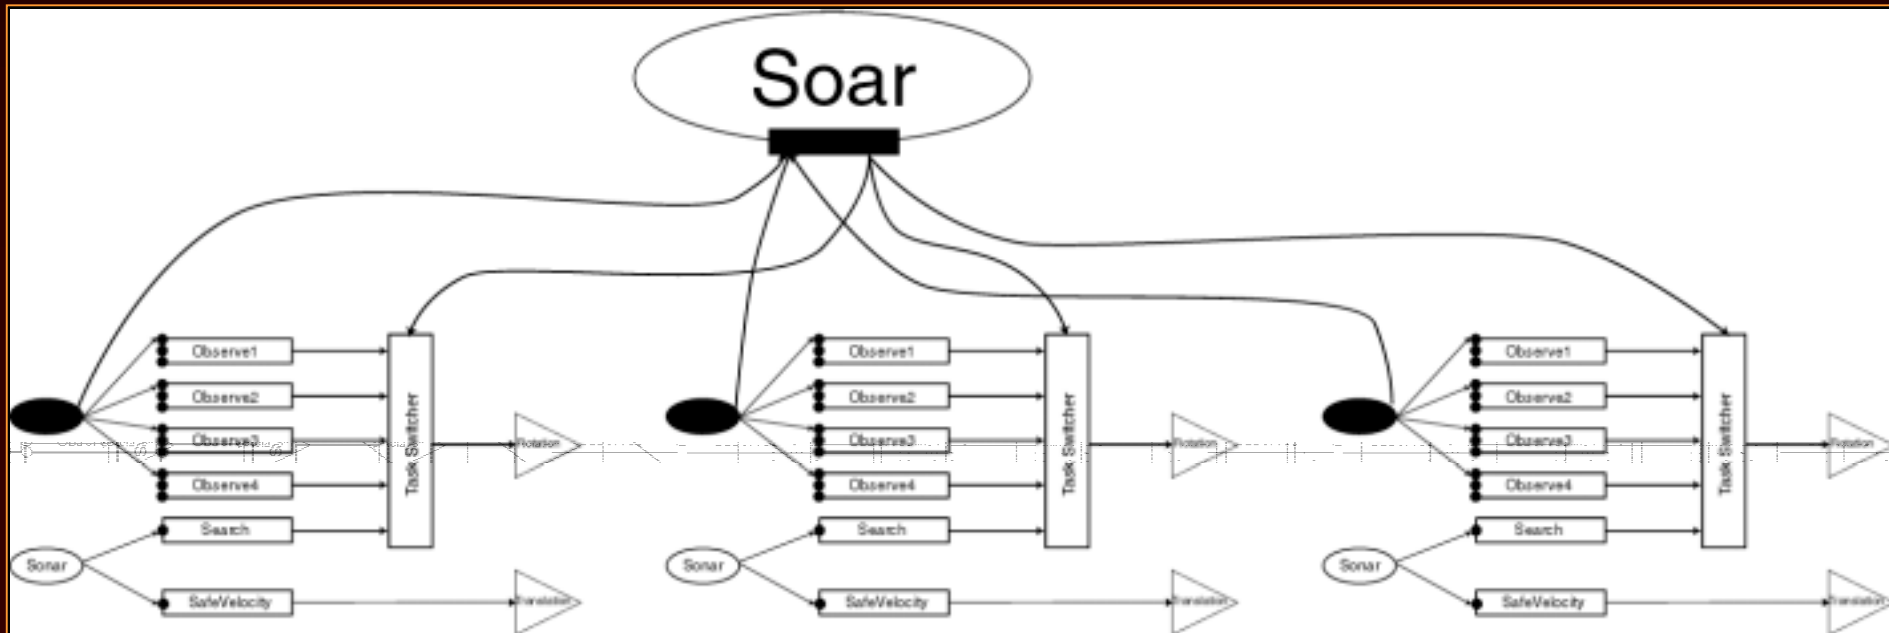 Soar
Observe1
Observe2
Observe3
Observe4
Search
SafeVelocity
Sonar
Task Switcher
Rotation
Translation
Observe1
Observe2
Observe3
Observe4
Search
SafeVelocity
Sonar
Task Switcher
Rotation
Translation
Observe1
Observe2
Observe3
Observe4
Search
SafeVelocity
Sonar
Task Switcher
Rotation
Translation